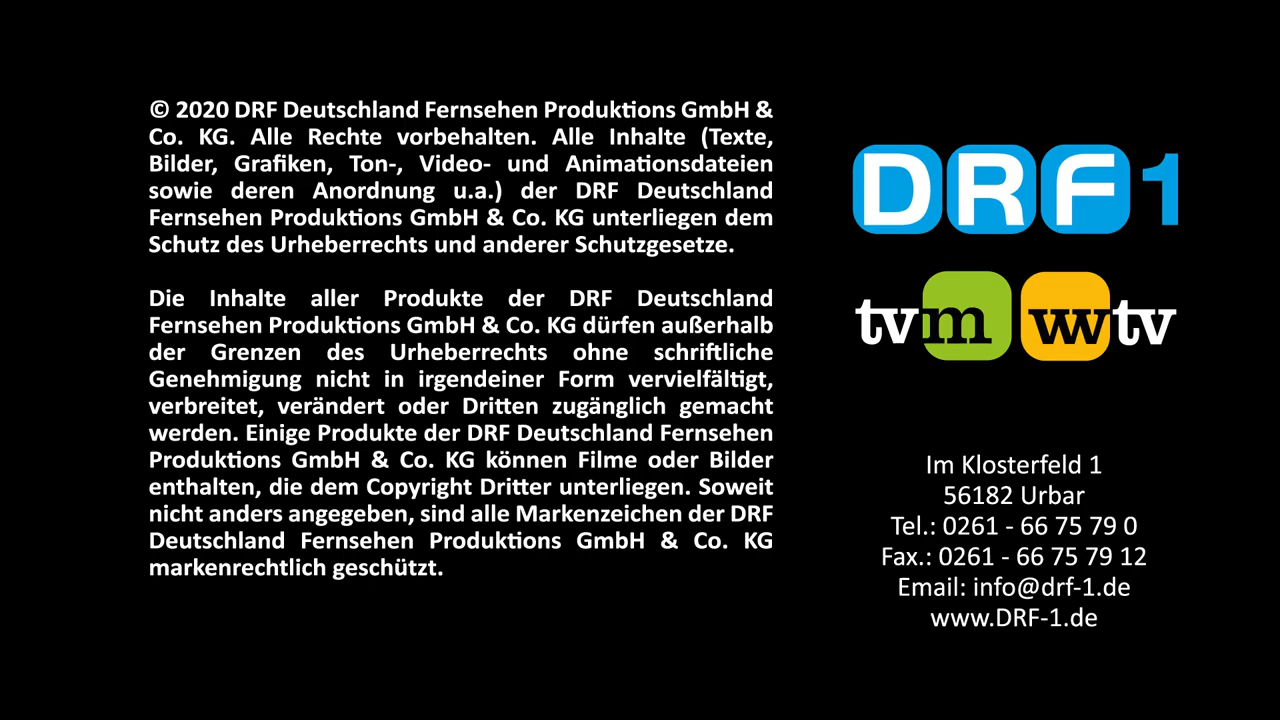 © 2020 DRF Deutschland Fernsehen Produktions GmbH &
Co. KG. Alle Rechte vorbehalten. Alle Inhalte (Texte,
Bilder, Grafiken, Ton-, Video- und Animationsdateien
sowie deren Anordnung u.a.) der DRF Deutschland
Fernsehen Produktions GmbH & Co. KG unterliegen dem
Schutz des Urheberrechts und anderer Schutzgesetze.
Die Inhalte aller Produkte der DRF Deutschland
Fernsehen Produktions GmbH & Co. KG dürfen außerhalb
der Grenzen des Urheberrechts ohne schriftliche
Genehmigung nicht in irgendeiner Form vervielfältigt,
verbreitet, verändert oder Dritten zugänglich gemacht
werden. Einige Produkte der DRF Deutschland Fernsehen
Produktions GmbH & Co. KG können Filme oder Bilder
enthalten, die dem Copyright Dritter unterliegen. Soweit
nicht anders angegeben, sind alle Markenzeichen der DRF
Deutschland Fernsehen Produktions GmbH & Co. KG
markenrechtlich geschützt.
DRF 1
tvm wwtv
Im Klosterfeld 1
56182 Urbar
Tel.: 0261 - 66 75 79 0
Fax.: 0261 - 66 75 79 12
Email: info@drf-1.de
www.DRF-1.de